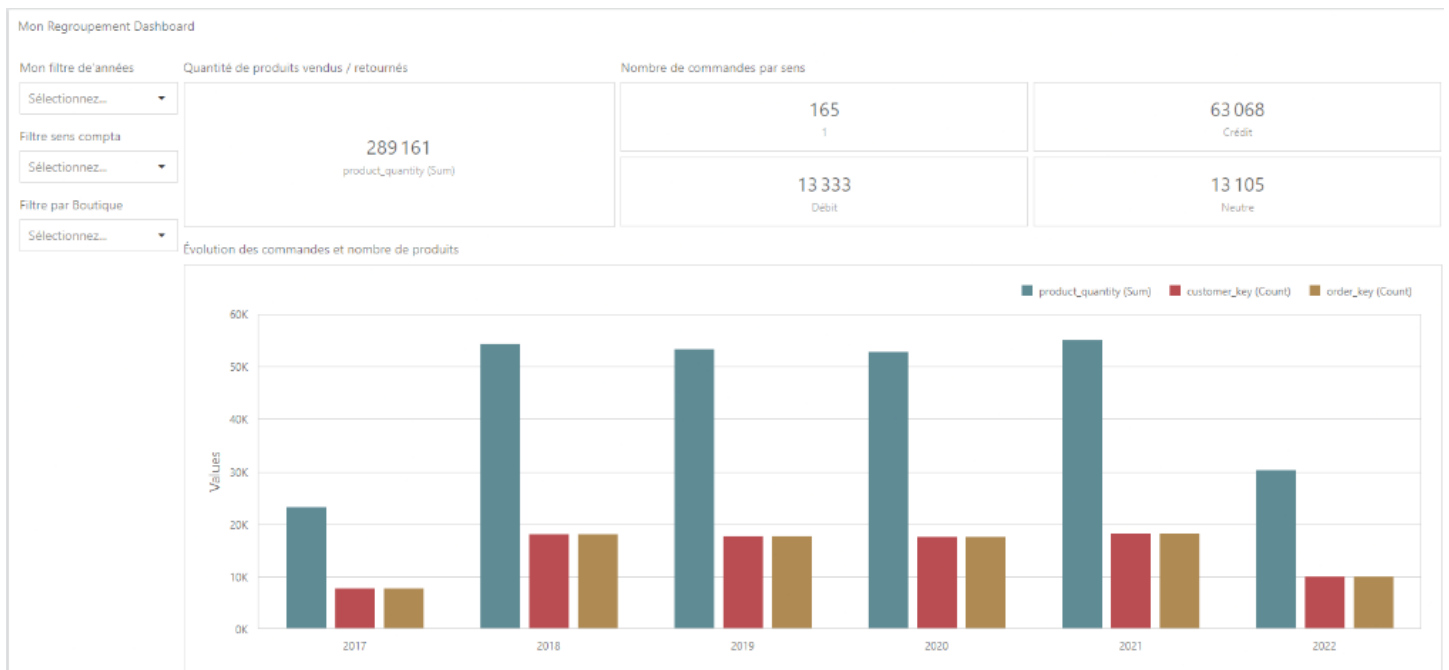 Mon Regroupement Dashboard
Mon filtre de'années
Sélectionnez...
Filtre sens compta
Sélectionnez...
Filtre par Boutique
Sélectionnez...
Quantité de produits vendus / retournés
289 161
product_quantity (Sum)
Nombre de commandes par sens
165
1
63 068
Crédit
13 333
Débit
13 105
Neutre
Évolution des commandes et nombre de produits
product_quantity (Sum) customer_key (Count) order_key (Count)
60K
50K
40K
30K
20K
10K
0K
Values
2017 2018 2019 2020 2021 2022